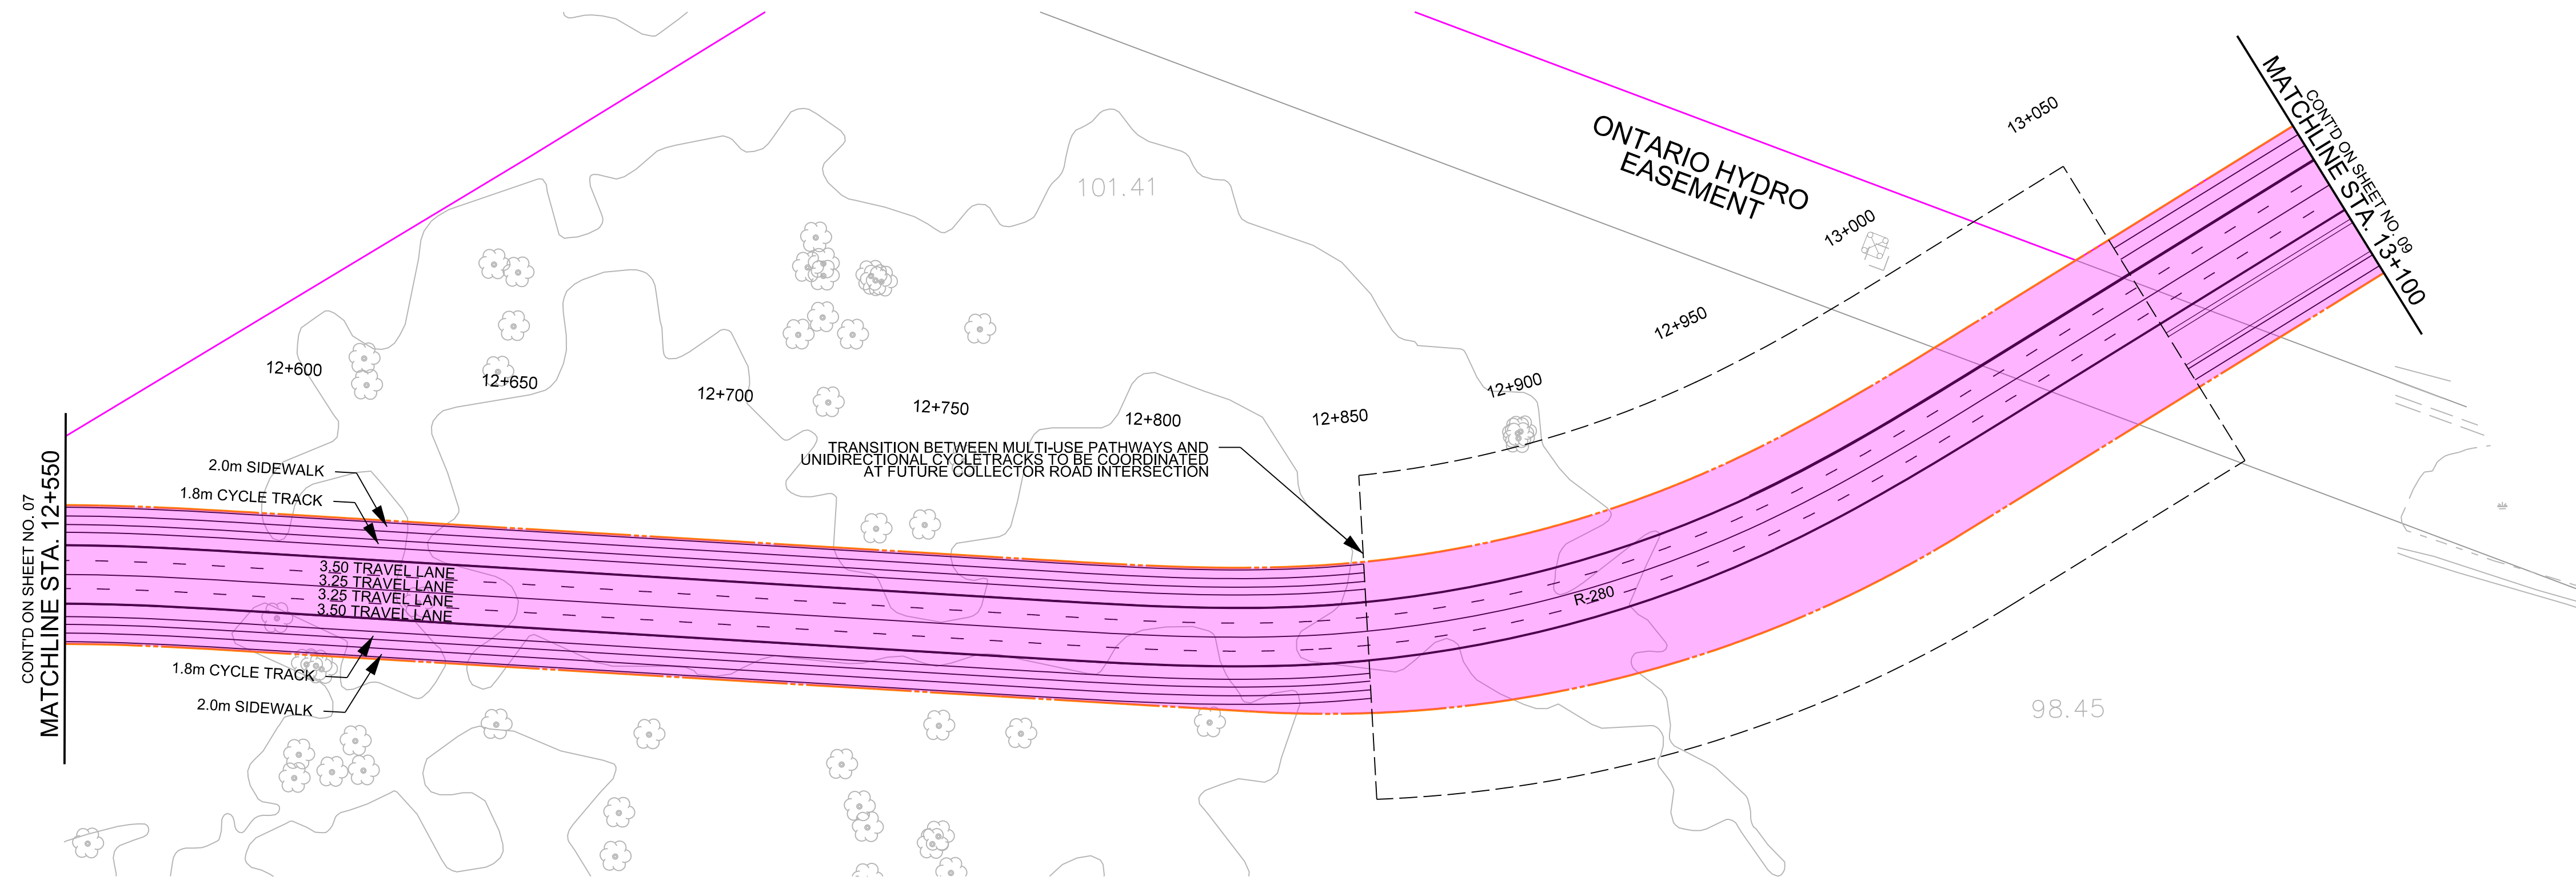 13+050
CONT'D ON SHEET NO. 09
MATCHLINE STA. 13+100
ONTARIO HYDRO
EASEMENT
101.41
13+000
12+950
12+600
12+650
12+700
12+750
12+800
12+850
12+900
TRANSITION BETWEEN MULTI-USE PATHWAYS AND
UNIDIRECTIONAL CYCLETRACKS TO BE COORDINATED
AT FUTURE COLLECTOR ROAD INTERSECTION
CONT'D ON SHEET NO. 07
MATCHLINE STA. 12+550
2.0m SIDEWALK
1.8m CYCLE TRACK
3.50 TRAVEL LANE
3.25 TRAVEL LANE
3.25 TRAVEL LANE
3.50 TRAVEL LANE
R-280
1.8m CYCLE TRACK
2.0m SIDEWALK
98.45